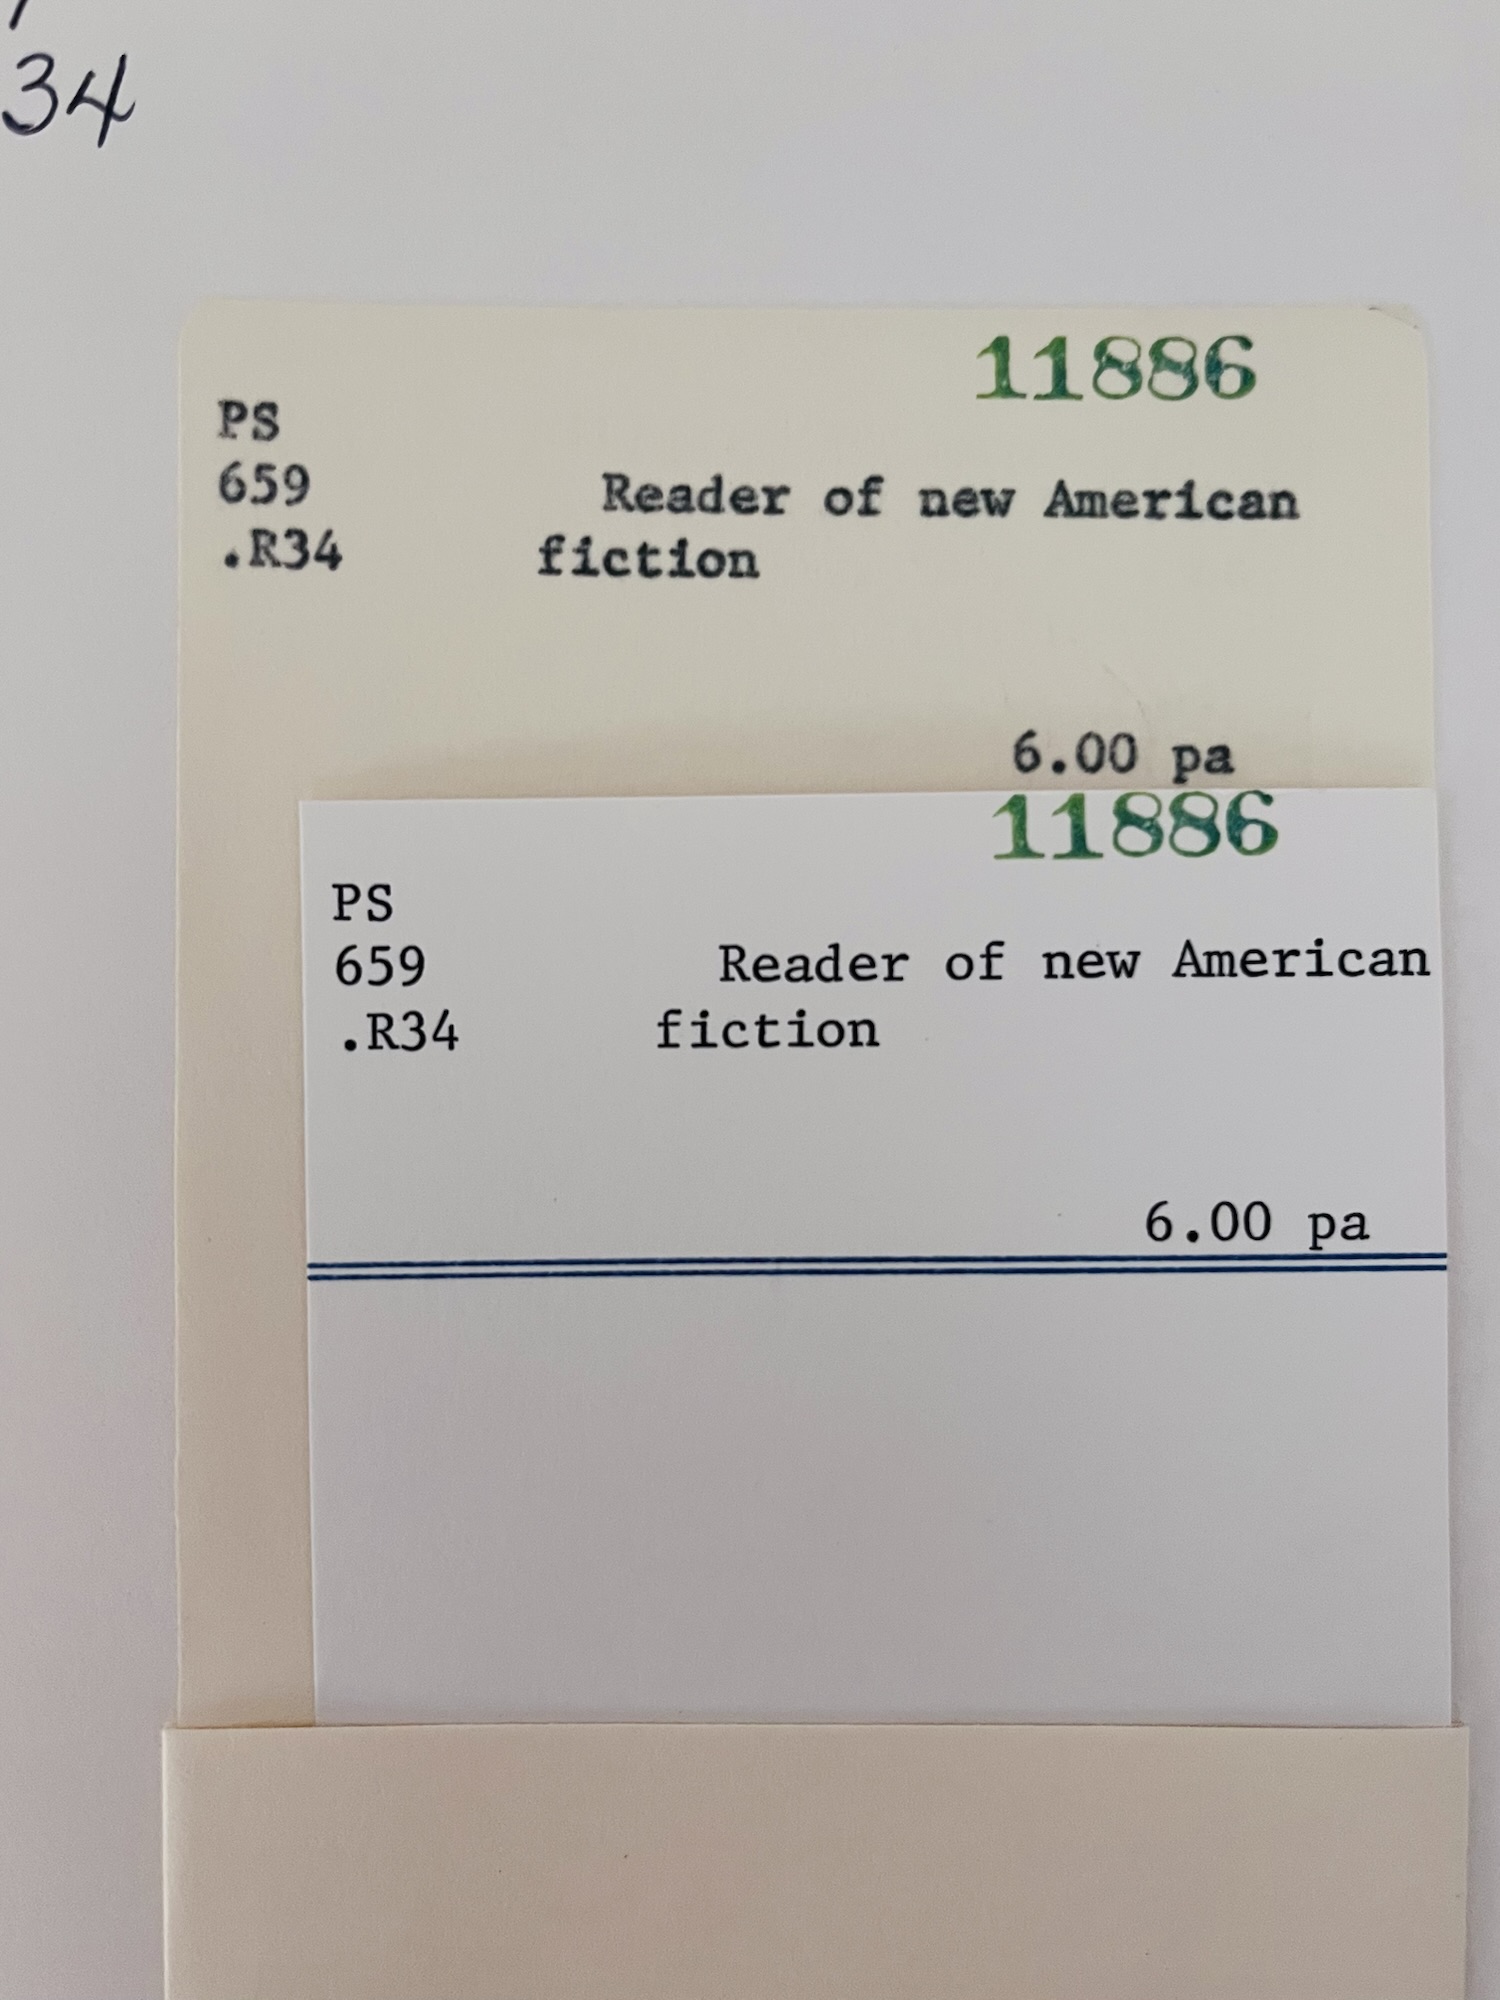 34
11886
PS
659 Reader of new American
.R34 fiction
6.00 pa
11886
PS
659 Reader of new American
.R34 fiction
6.00 pa